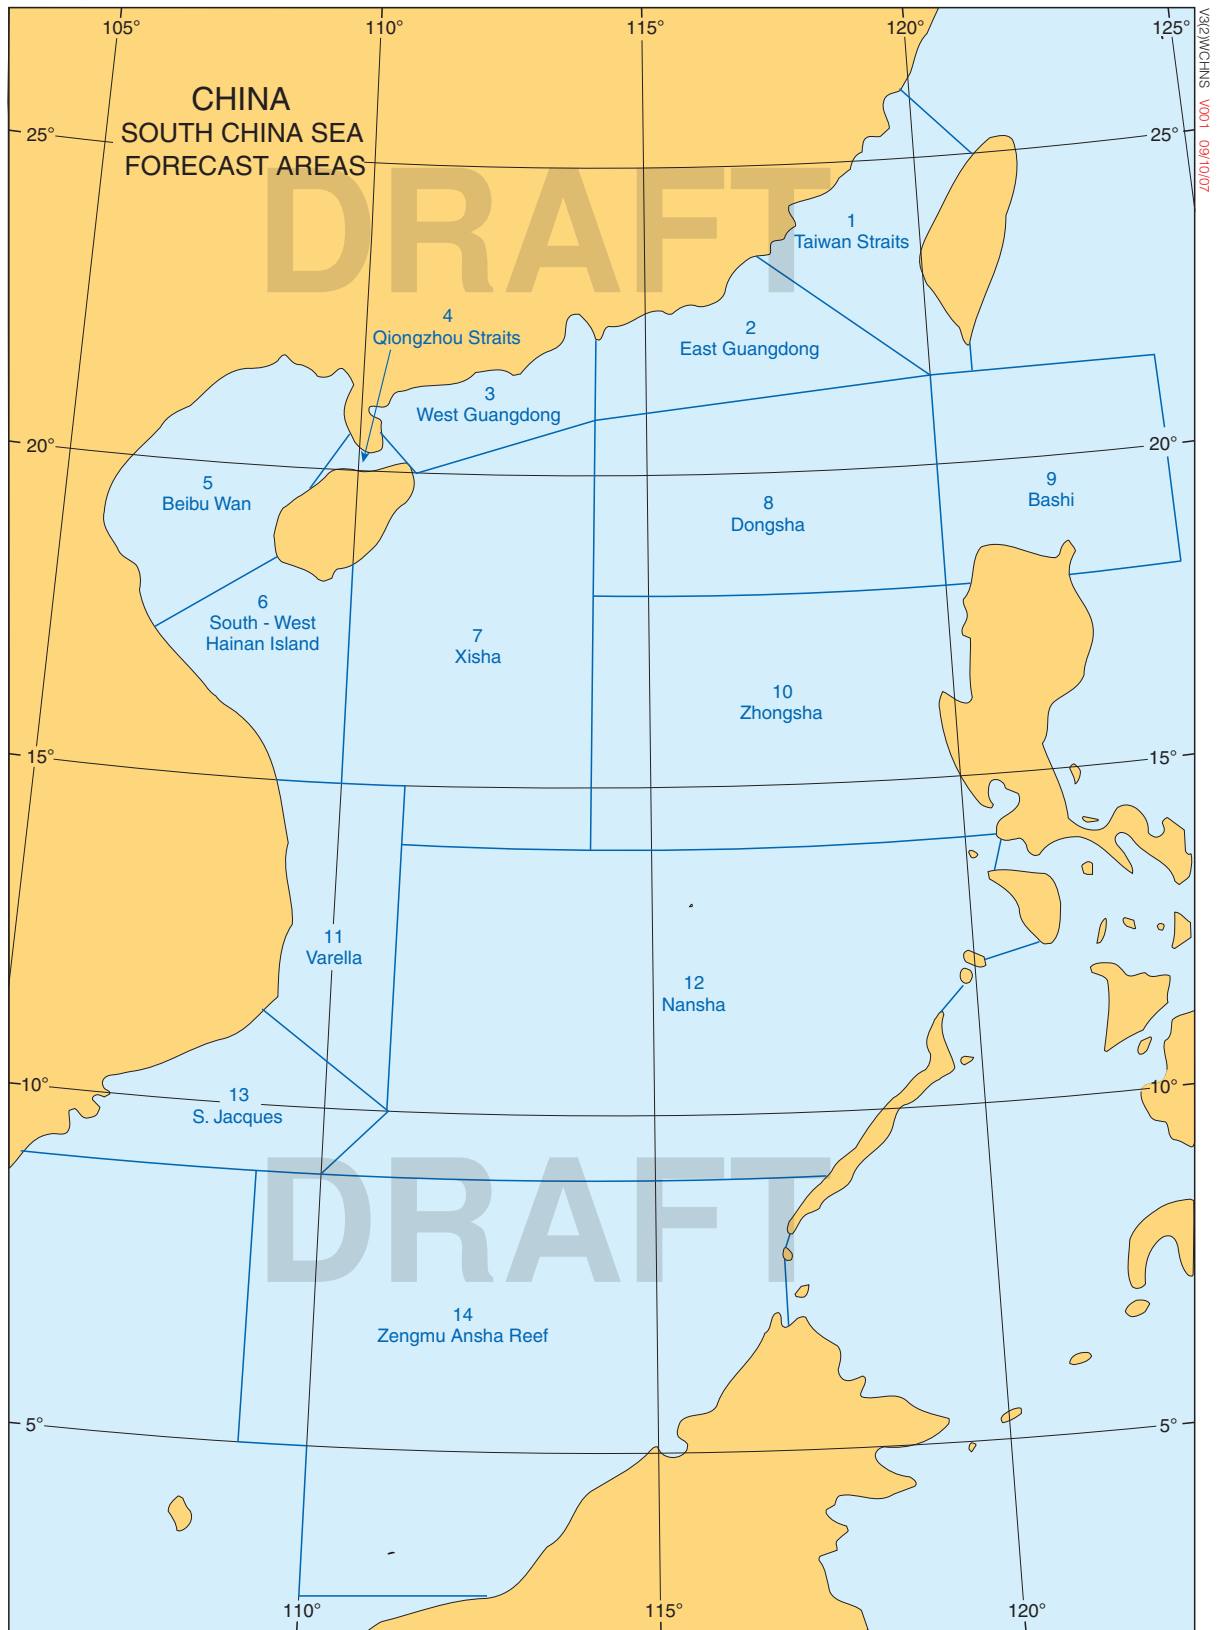 105°
110°
115°
120°
125°
CHINA
SOUTH CHINA SEA
FORECAST AREAS
25°
25°
DRAFT
1
Taiwan Straits
4
Qiongzhou Straits
2
East Guangdong
3
West Guangdong
20°
20°
5
Beibu Wan
8
Dongsha
9
Bashi
6
South - West
Hainan Island
7
Xisha
10
Zhongsha
15°
15°
11
Varella
12
Nansha
10°
10°
13
S. Jacques
DRAFT
14
Zengmu Ansha Reef
5°
5°
110°
115°
120°
V3(2)WCHNS V001 09/10/07